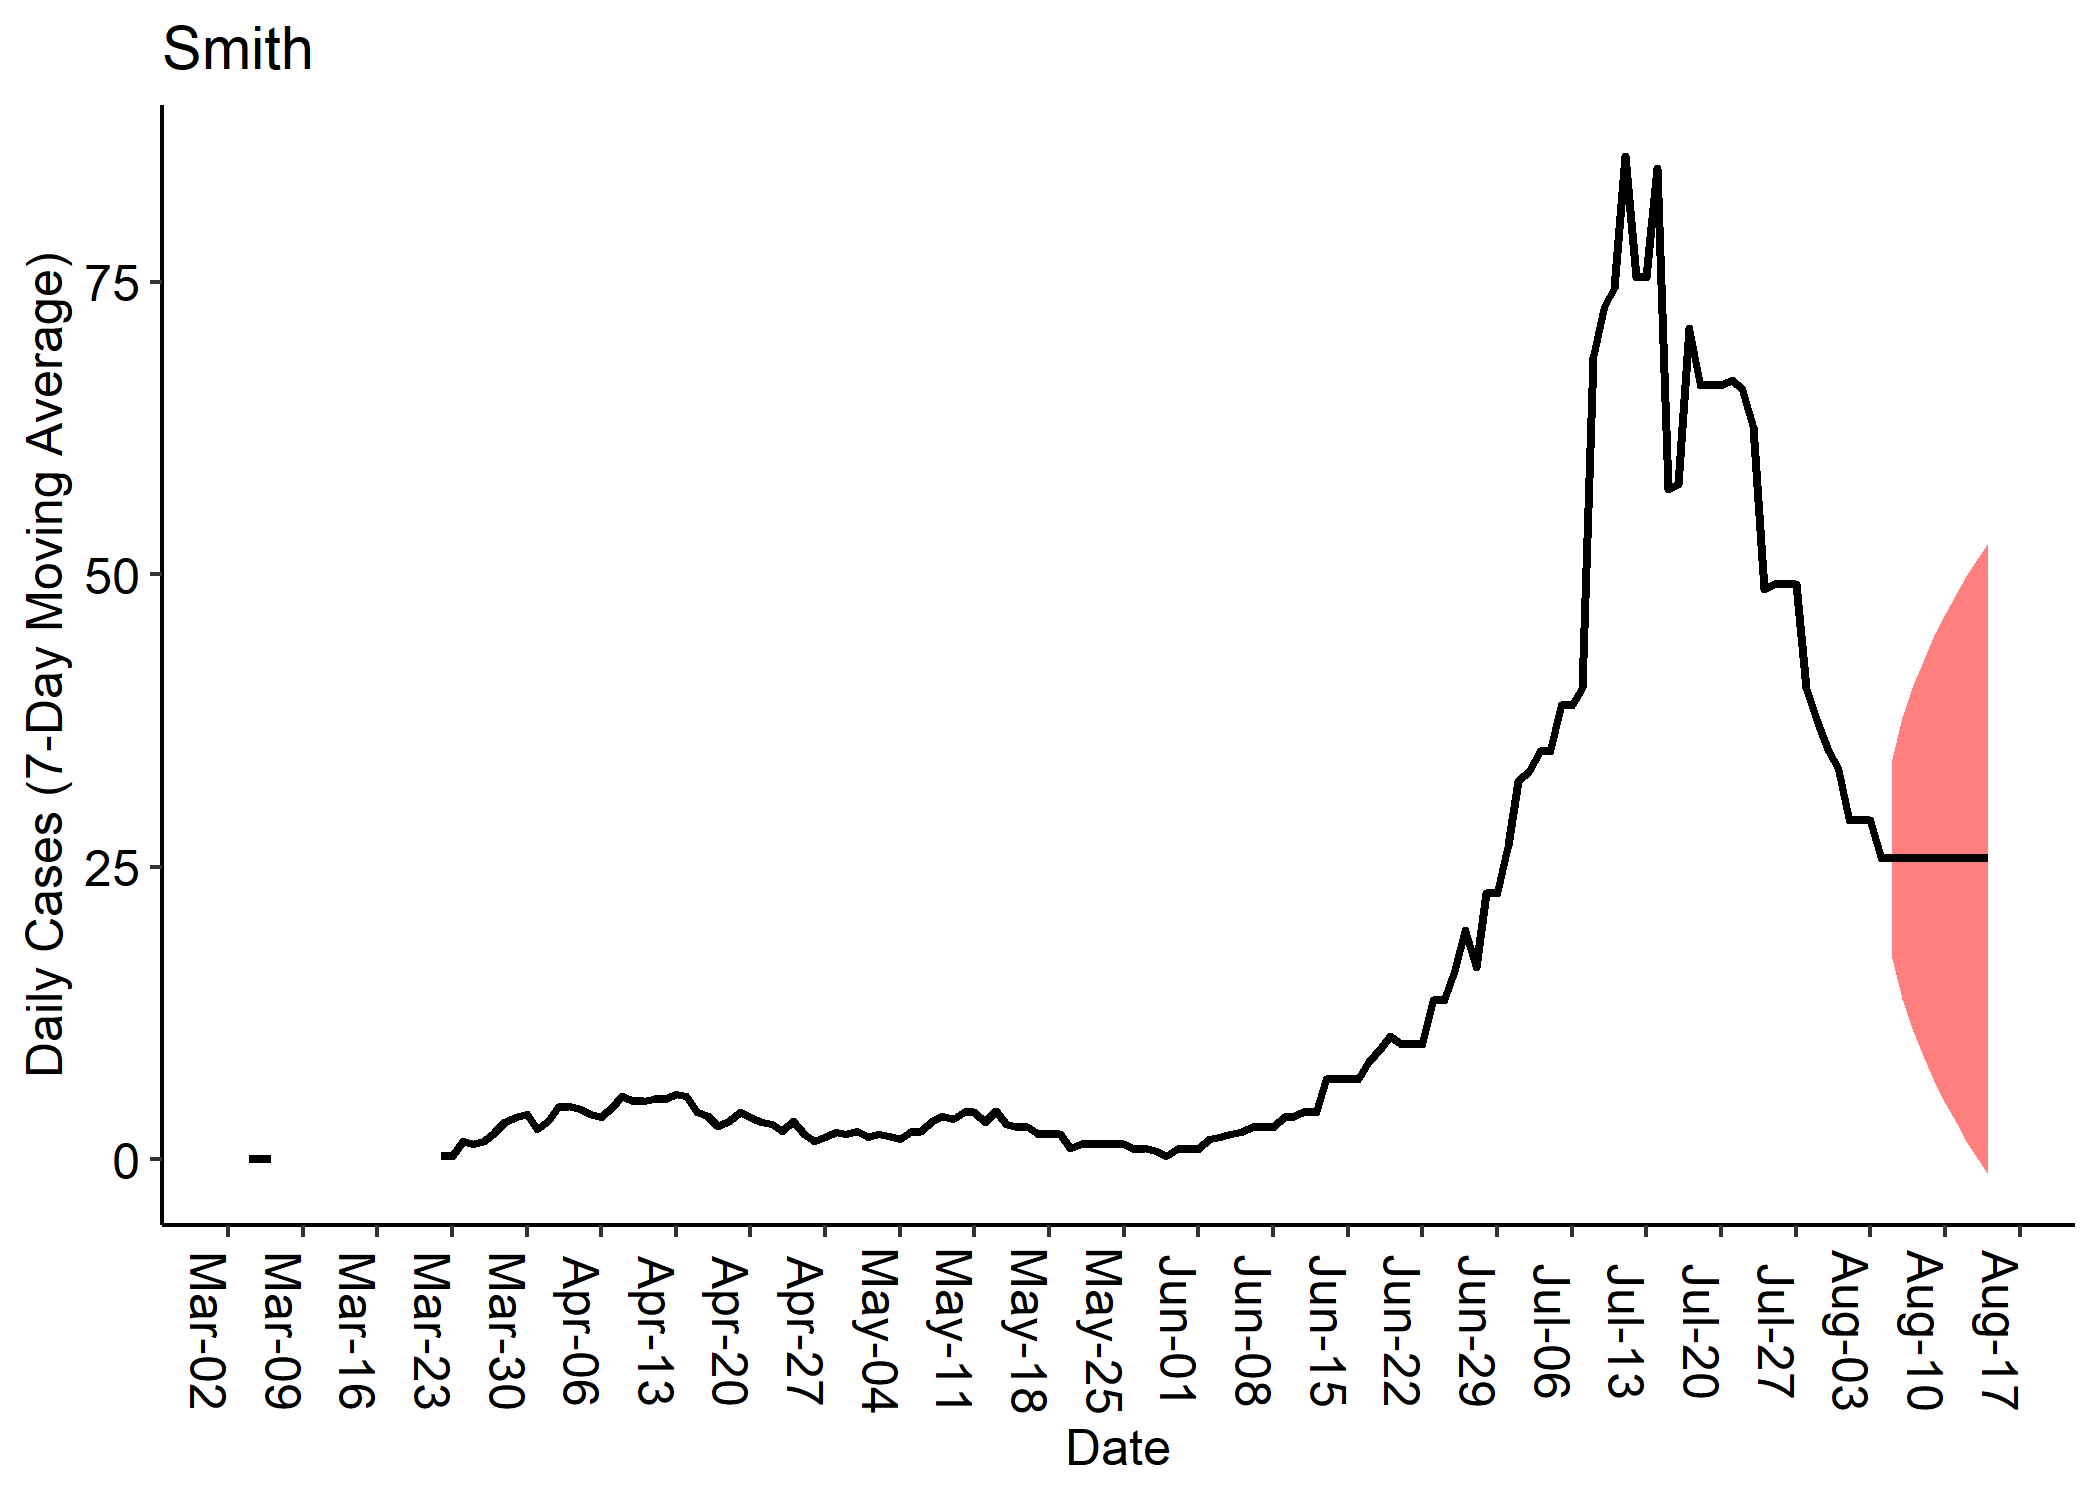 Smith
Daily Cases (7-Day Moving Average)
75
50
25
0
Mar-02
Mar-09
Mar-16
Mar-23
Mar-30
Apr-06
Apr-13
Apr-20
Apr-27
May-04
May-11
May-18
May-25
Jun-01
Jun-08
Jun-15
Jun-22
Jun-29
Jul-06
Jul-13
Jul-20
Jul-27
Aug-03
Aug-10
Aug-17
Date